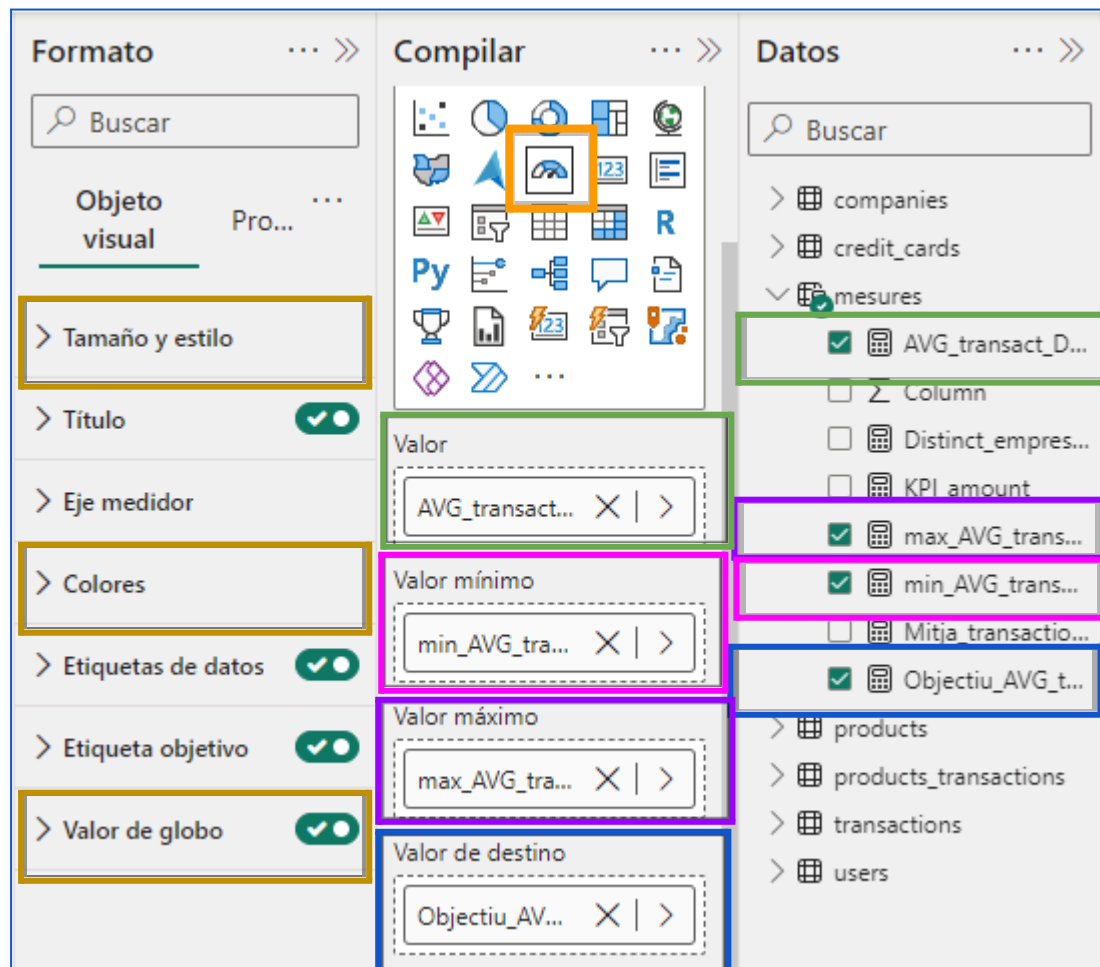 Formato
Buscar
Objeto
visual
Pro...
Tamaño y estilo
Título
Eje medidor
Colores
Etiquetas de datos
Etiqueta objetivo
Valor de globo
Compilar
123
R
Py
123
Valor
AVG_transact...
Valor mínimo
min_AVG_tra...
Valor máximo
max_AVG_tra...
Valor de destino
Objectiu_AV...
Datos
Buscar
companies
credit_cards
mesures
AVG_transact_D...
Column
Distinct_empres...
KPI_amount
max_AVG_trans...
min_AVG_trans...
Mitja_transactio...
Objectiu_AVG_t...
products
products_transactions
transactions
users